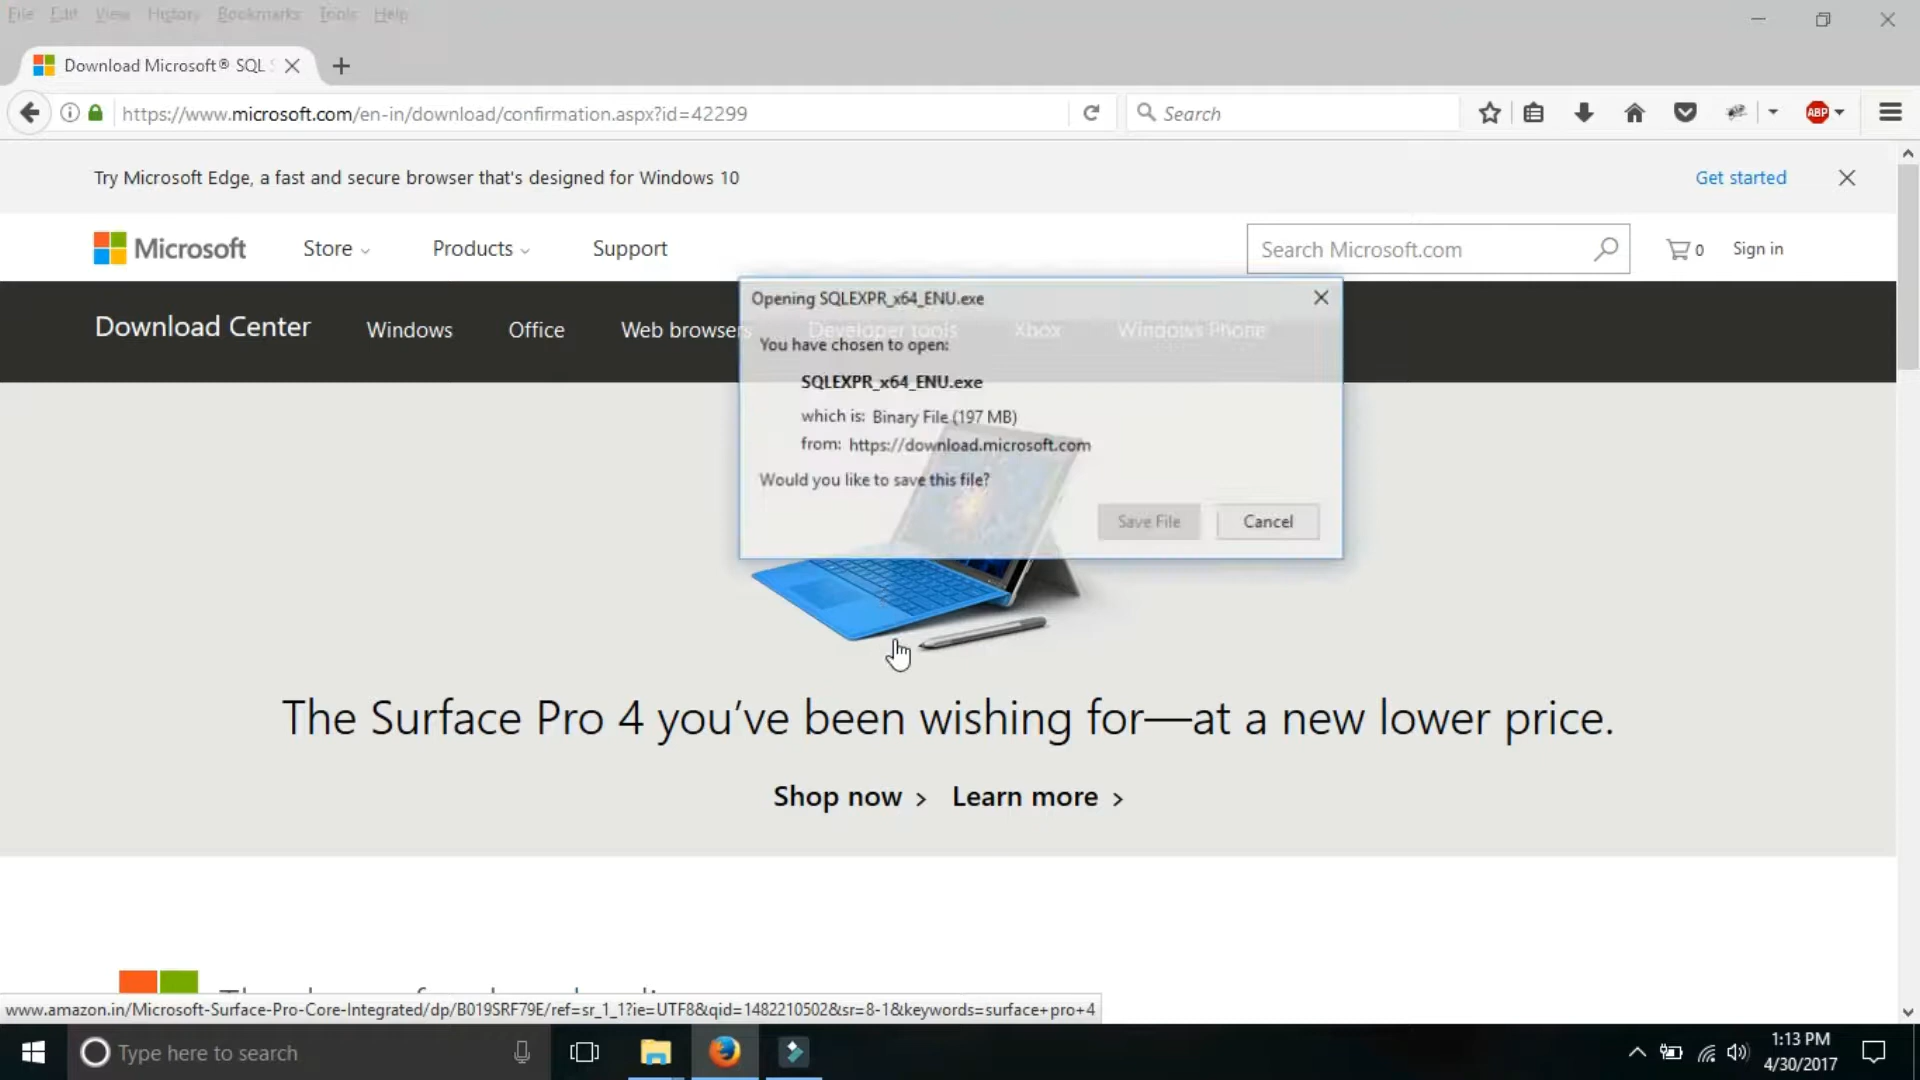 File Edit View History Bookmarks Tools Help
Download Microsoft® SQL
https://www.microsoft.com/en-in/download/confirmation.aspx?id=42299
Search
ABP
Try Microsoft Edge, a fast and secure browser that's designed for Windows 10
Get started
Microsoft
Store
Products
Support
Search Microsoft.com
0
Sign in
Download Center
Windows
Office
Web browsers
Developer tools
Xbox
Windows Phone
Opening SQLEXPR_x64_ENU.exe
You have chosen to open:
SQLEXPR_x64_ENU.exe
which is: Binary File (197 MB)
from: https://download.microsoft.com
Would you like to save this file?
Save File
Cancel
The Surface Pro 4 you've been wishing for—at a new lower price.
Shop now >
Learn more >
www.amazon.in/Microsoft-Surface-Pro-Core-Integrated/dp/B019SRF79E/ref=sr_1_1?ie=UTF8&qid=1482210502&sr=8-1&keywords=surface+pro+4
Type here to search
1:13 PM
4/30/2017